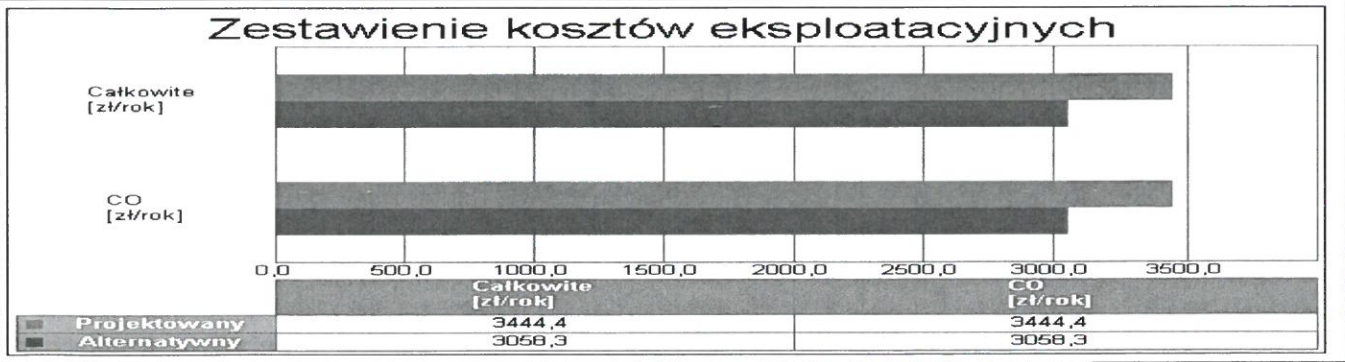 Zestawienie kosztów eksploatacyjnych
Całkowite
[zł/rok]
CO
[zł/rok]
0,0 500,0 1000,0 1500,0 2000,0 2500,0 3000,0 3500,0
Całkowite CO
[zł/rok] [zł/rok]
Projektowany 3444,4 3444,4
Alternatywny 3058,3 3058,3